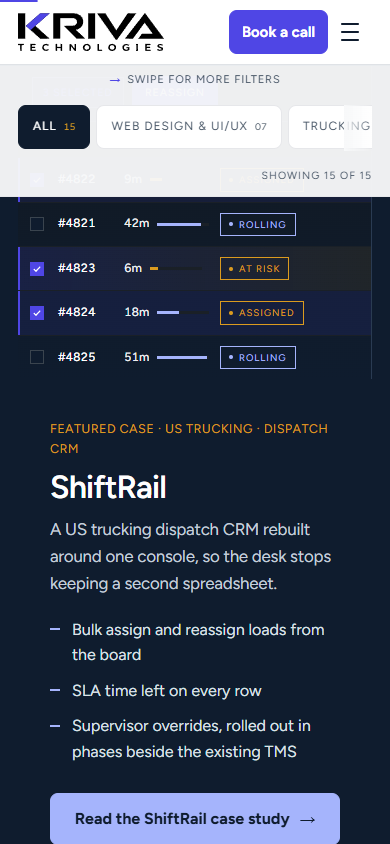 KRIVA
TECHNOLOGIES
Book a call
→ SWIPE FOR MORE FILTERS
ALL 15
WEB DESIGN & UI/UX 07
TRUCKING
#4822 9m
SHOWING 15 OF 15
#4821 42m ROLLING
#4823 6m AT RISK
#4824 18m ASSIGNED
#4825 51m ROLLING
FEATURED CASE · US TRUCKING · DISPATCH
CRM
ShiftRail
A US trucking dispatch CRM rebuilt
around one console, so the desk stops
keeping a second spreadsheet.
Bulk assign and reassign loads from
the board
SLA time left on every row
Supervisor overrides, rolled out in
phases beside the existing TMS
Read the ShiftRail case study →